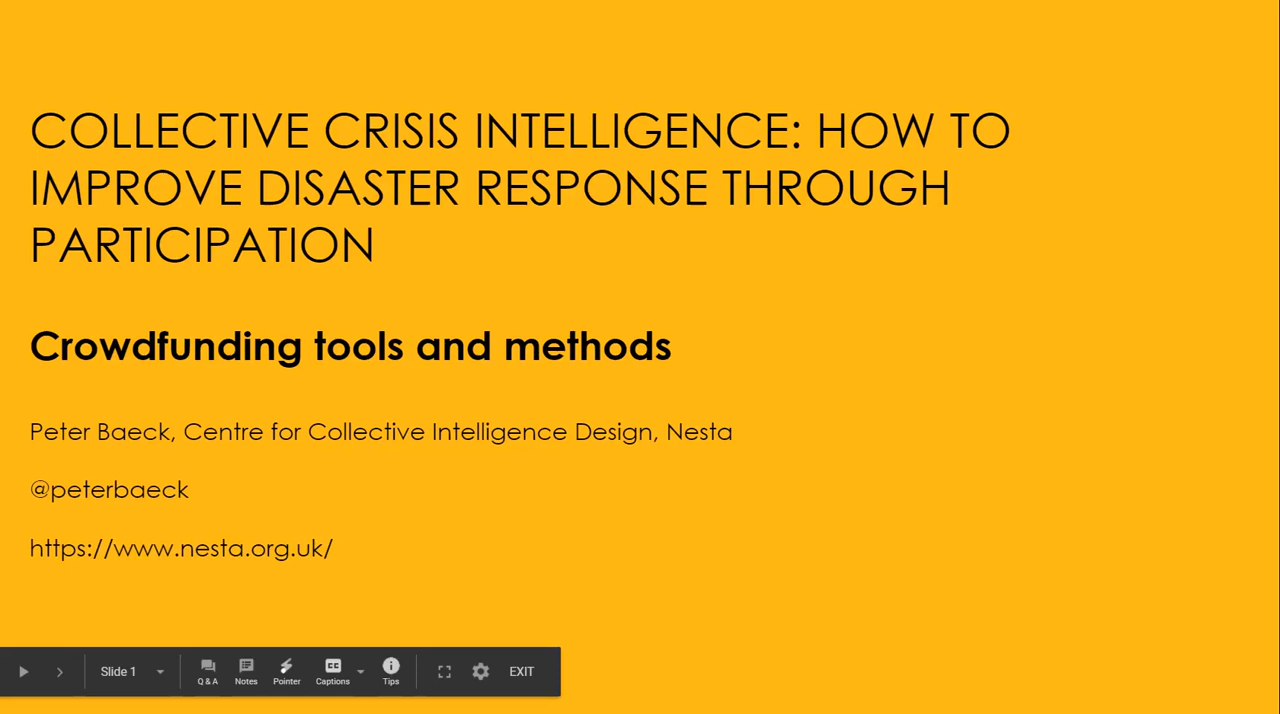 COLLECTIVE CRISIS INTELLIGENCE: HOW TO
IMPROVE DISASTER RESPONSE THROUGH
PARTICIPATION
Crowdfunding tools and methods
Peter Baeck, Centre for Collective Intelligence Design, Nesta
@peterbaeck
https://www.nesta.org.uk/
Slide 1
Q & A
Notes
Pointer
CC
Captions
Tips
EXIT